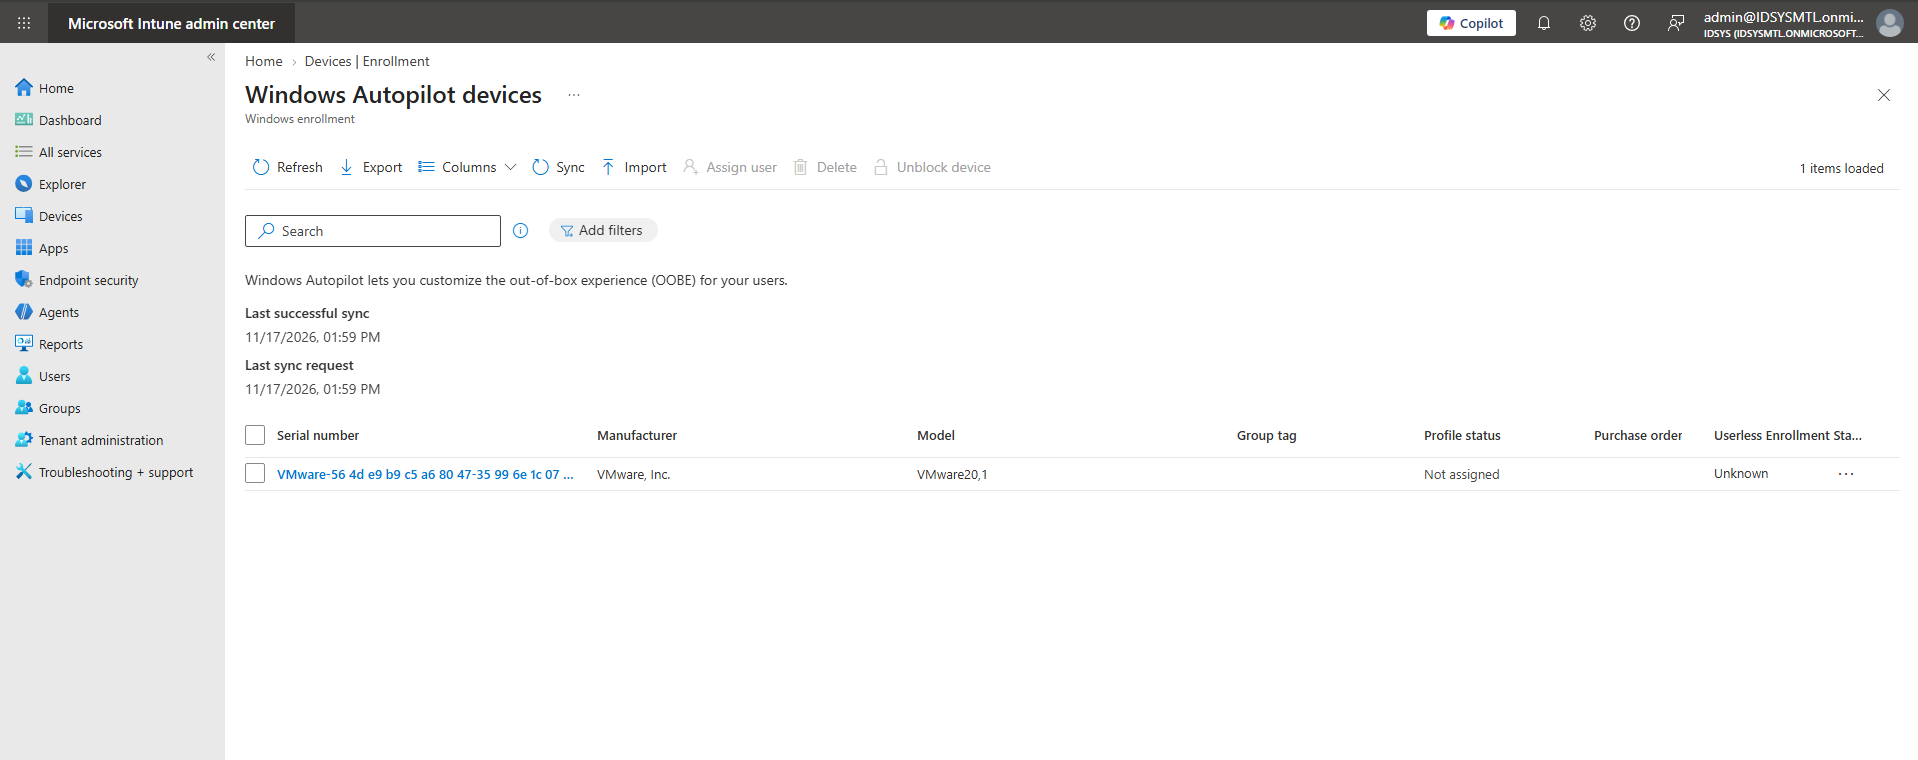 Microsoft Intune admin center
Copilot
admin@IDSYSMTL.onmi...
IDSYS (IDSYSMTL.ONMICROSOFT...
Home
Dashboard
All services
Explorer
Devices
Apps
Endpoint security
Agents
Reports
Users
Groups
Tenant administration
Troubleshooting + support
Home > Devices | Enrollment
Windows Autopilot devices ...
Windows enrollment
Refresh Export Columns Sync Import Assign user Delete Unblock device 1 items loaded
Search Add filters
Windows Autopilot lets you customize the out-of-box experience (OOBE) for your users.
Last successful sync
11/17/2026, 01:59 PM
Last sync request
11/17/2026, 01:59 PM
Serial number Manufacturer Model Group tag Profile status Purchase order Userless Enrollment Sta...
VMware-56 4d e9 b9 c5 a6 80 47-35 99 6e 1c 07 ... VMware, Inc. VMware20,1 Not assigned Unknown ...